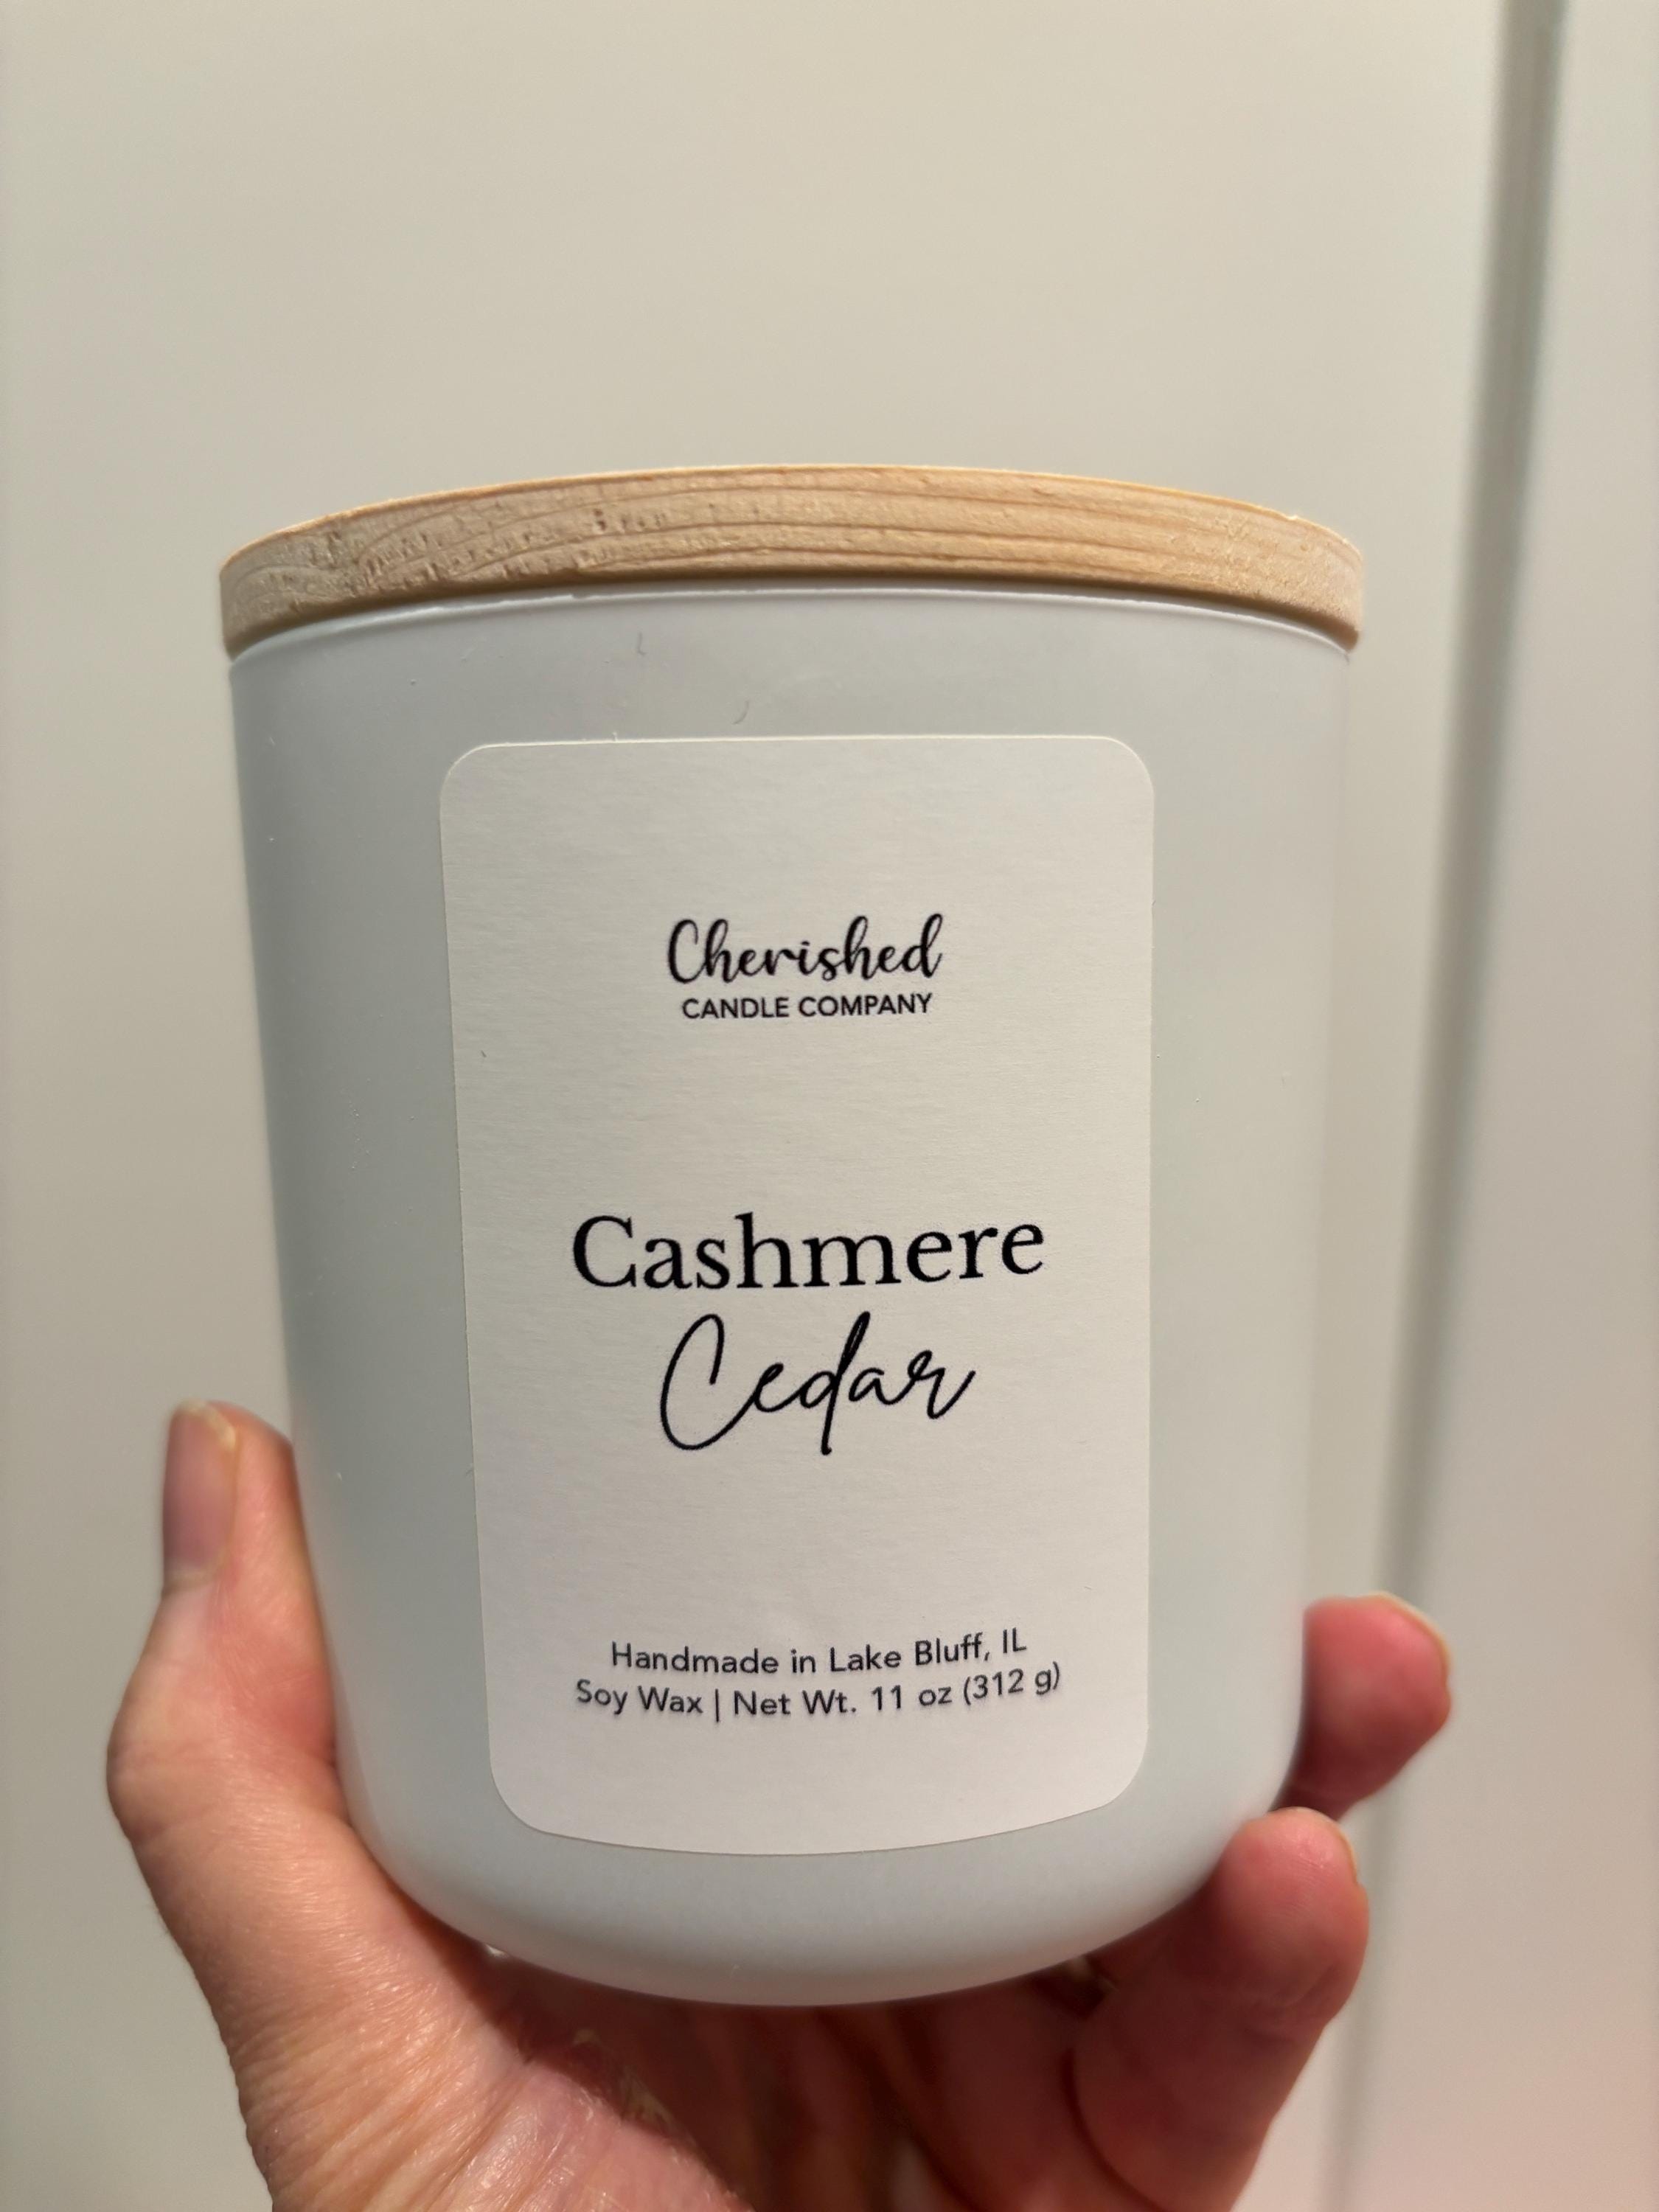 Cherished
CANDLE COMPANY
Cashmere
Cedar
Handmade in Lake Bluff, IL
Soy Wax | Net Wt. 11 oz (312 g)